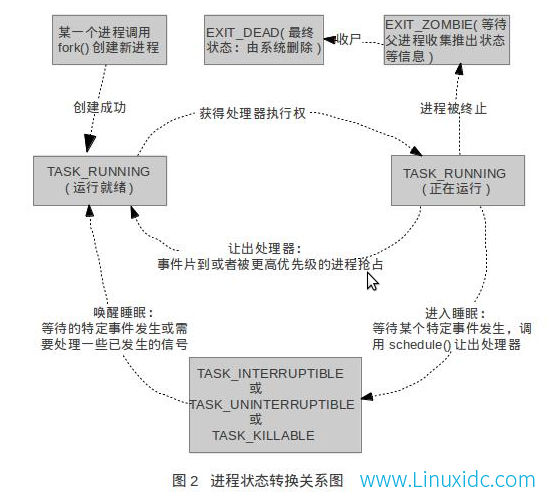 某一个进程调用
fork()创建新进程
EXIT_DEAD(最终
状态：由系统删除)
收尸
EXIT_ZOMBIE(等待
父进程收集推出状态
等信息)
创建成功
获得处理器执行权
进程被终止
TASK_RUNNING
(运行就绪)
TASK_RUNNING
(正在运行)
让出处理器：
事件片到或者被更高优先级的进程抢占
唤醒睡眠：
等待的特定事件发生或需
要处理一些已发生的信号
进入睡眠：
等待某个特定事件发生，调
用 schedule()让出处理器
TASK_INTERRUPTIBLE
或
TASK_UNINTERRUPTIBLE
或
TASK_KILLABLE
图 2 进程状态转换关系图
www.Linuxidc.com